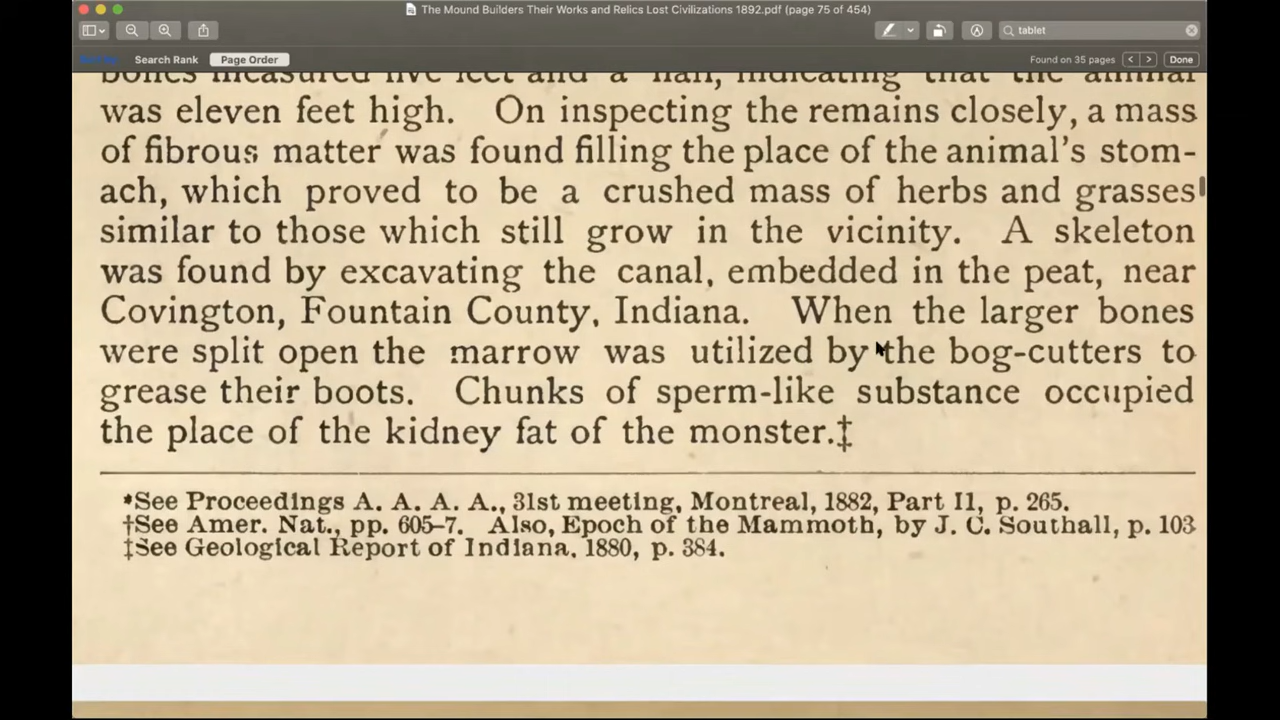 The Mound Builders Their Works and Relics Lost Civilizations 1892.pdf (page 75 of 454)
tablet
Search Rank Page Order Found on 35 pages < > Done
bones measured five feet and a half, indicating that the animal
was eleven feet high. On inspecting the remains closely, a mass
of fibrous matter was found filling the place of the animal's stom-
ach, which proved to be a crushed mass of herbs and grasses
similar to those which still grow in the vicinity. A skeleton
was found by excavating the canal, embedded in the peat, near
Covington, Fountain County, Indiana. When the larger bones
were split open the marrow was utilized by the bog-cutters to
grease their boots. Chunks of sperm-like substance occupied
the place of the kidney fat of the monster.‡
*See Proceedings A. A. A. A., 31st meeting, Montreal, 1882, Part II, p. 265.
†See Amer. Nat., pp. 605-7. Also, Epoch of the Mammoth, by J. C. Southall, p. 103
‡See Geological Report of Indiana, 1880, p. 384.